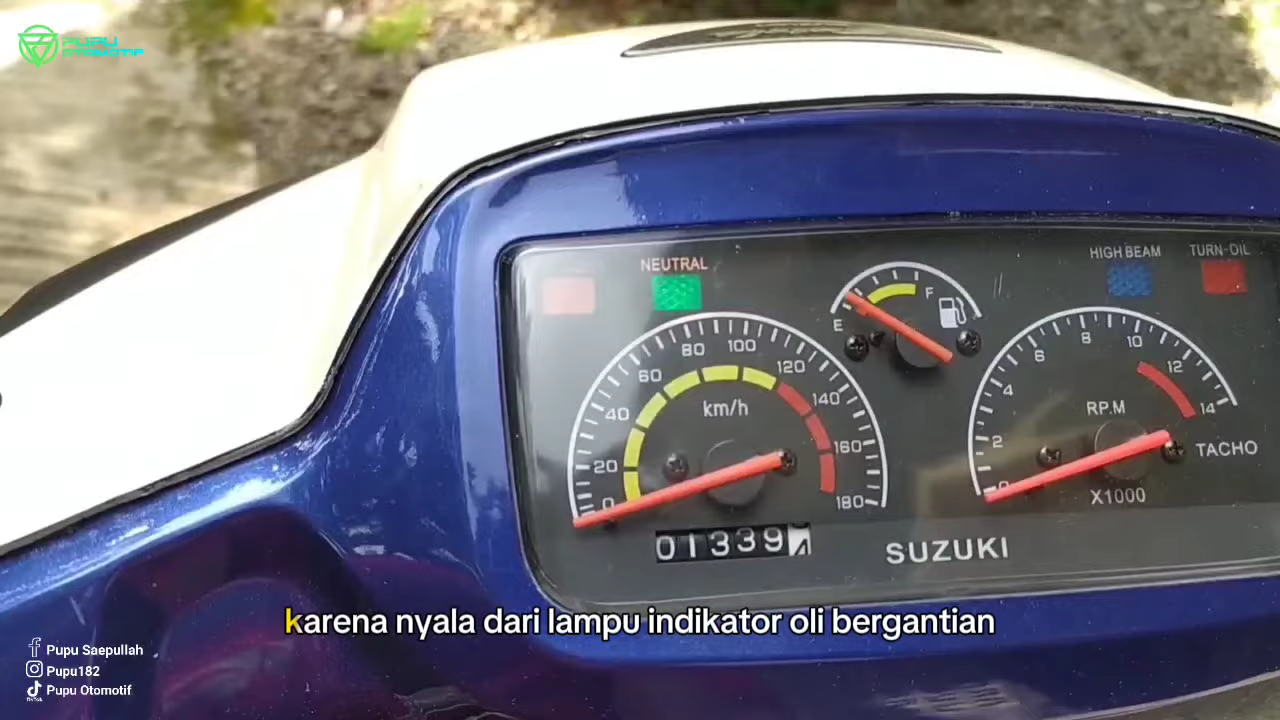 PUPU
OTOMOTIF
NEUTRAL
HIGH BEAM
TURN-OIL
E
F
0
20
40
60
80
100
120
140
160
180
km/h
0
2
4
6
8
10
12
14
RP.M
X1000
TACHO
01339
SUZUKI
karena nyala dari lampu indikator oli bergantian
Pupu Saepullah
Pupu182
Pupu Otomotif
TikTok